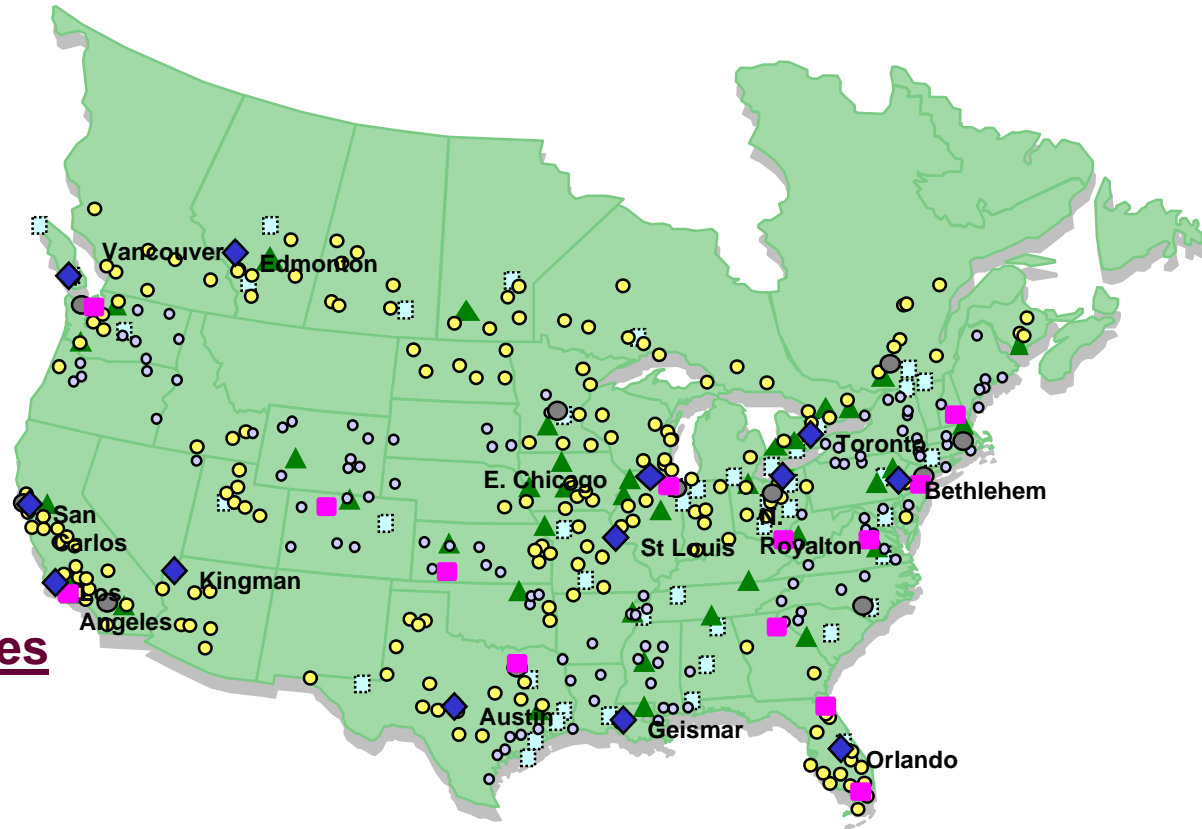 Vancouver
Edmonton
Toronto
E. Chicago
Bethlehem
San
Carlos
N.
Royalton
St Louis
Kingman
Los
Angeles
es
Austin
Geismar
Orlando